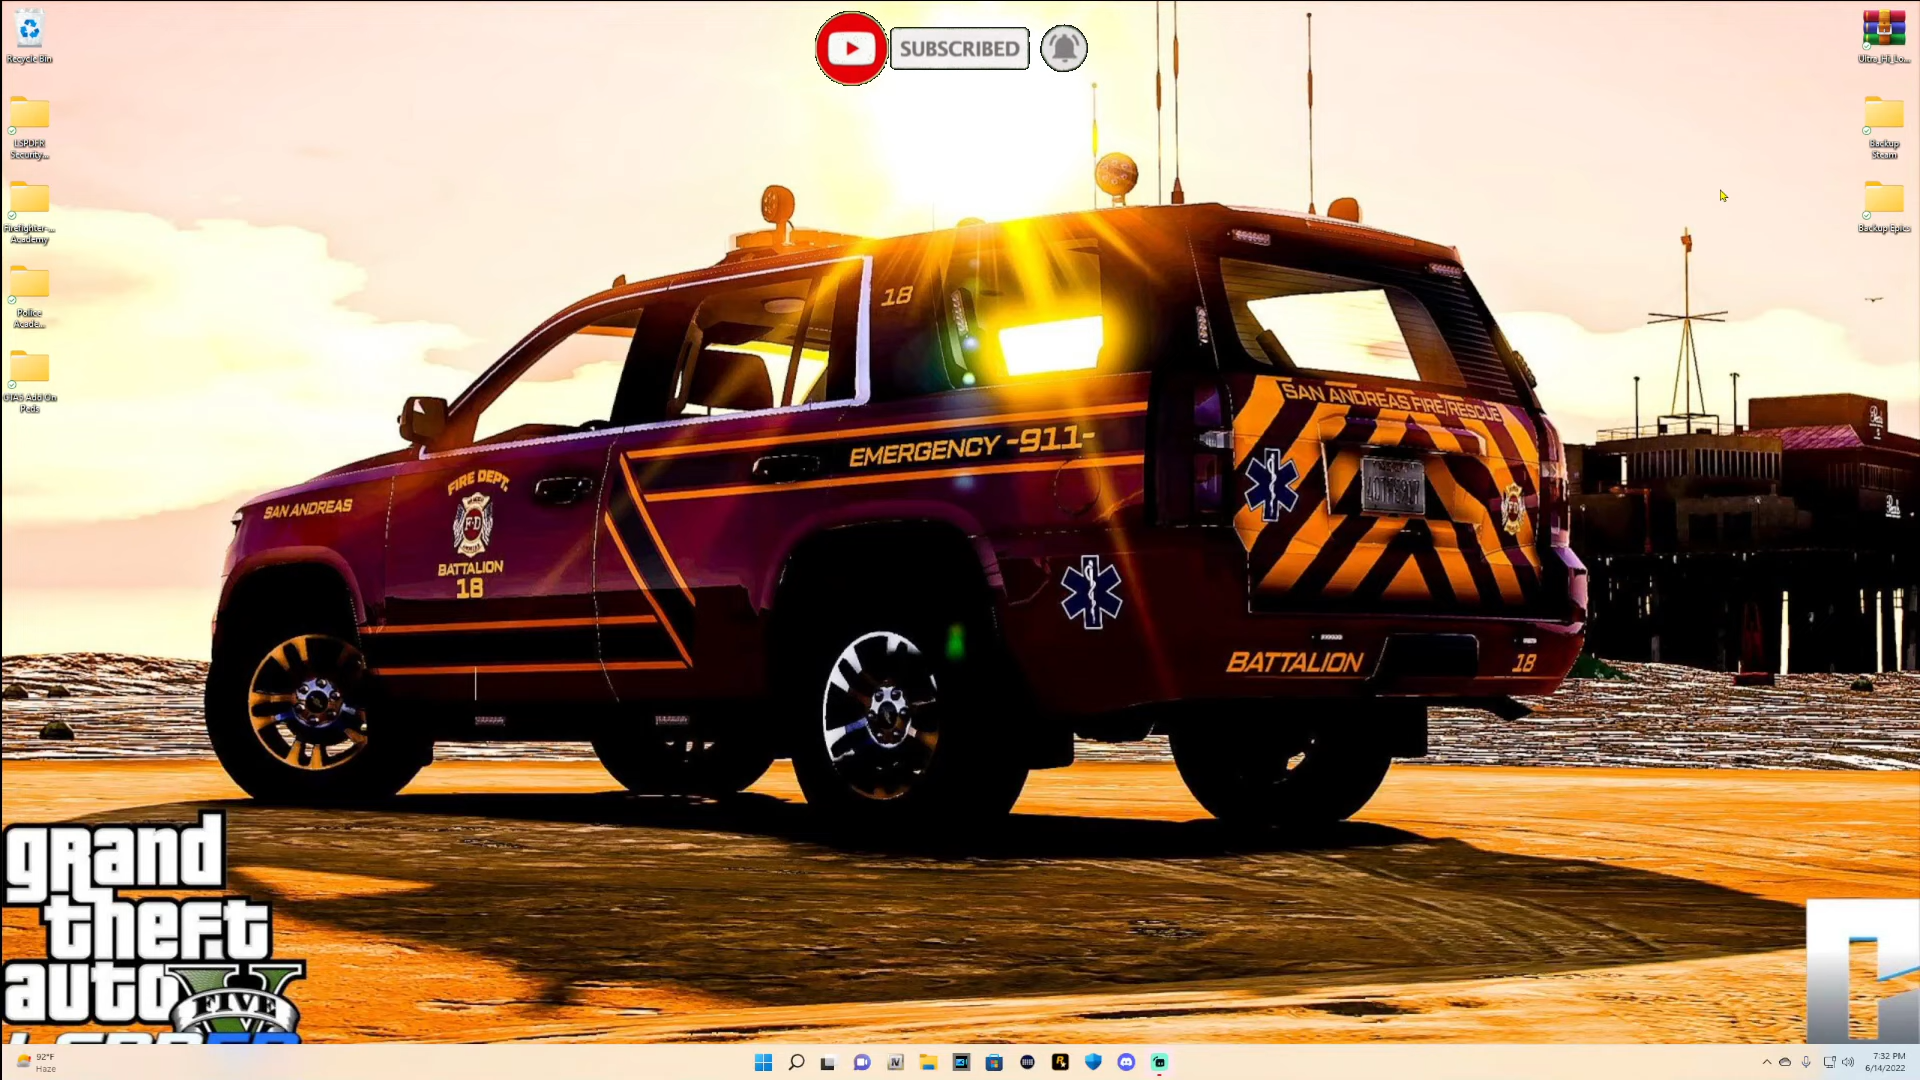 SUBSCRIBED
Recycle Bin
LSPDFR
Security...
Firefighter-...
Academy
Police
Acade...
GTA5 Add On
Peds
Ultra_Hi_Lo...
Backup
Steam
Backup Epics
18
SAN ANDREAS FIRE/RESCUE
EMERGENCY -911-
SAN ANDREAS
FIRE DEPT.
F D
BATTALION
18
BATTALION
18
grand
theft
auto
V
FIVE
92°F
Haze
7:32 PM
6/14/2022